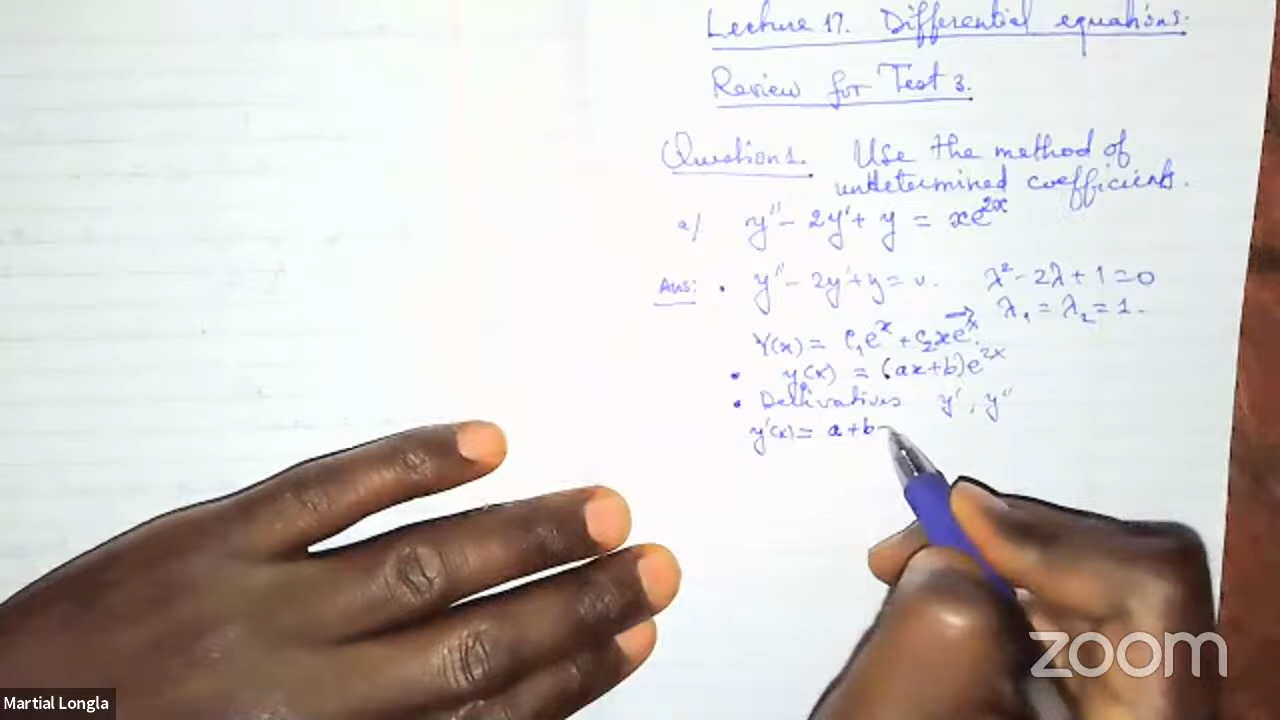 Lecture 17. Differential equations.
Review for Test 3.
Questions. Use the method of
undetermined coefficients.
a/ y'' - 2y' + y = xe^{2x}
Ans: • y'' - 2y' + y = 0. λ² - 2λ + 1 = 0
→ λ₁ = λ₂ = 1.
Y(x) = C₁e^x + C₂xe^x.
• y(x) = (ax+b)e^{2x}
• Derivatives y', y''
y'(x) = a+b
zoom
Martial Longla